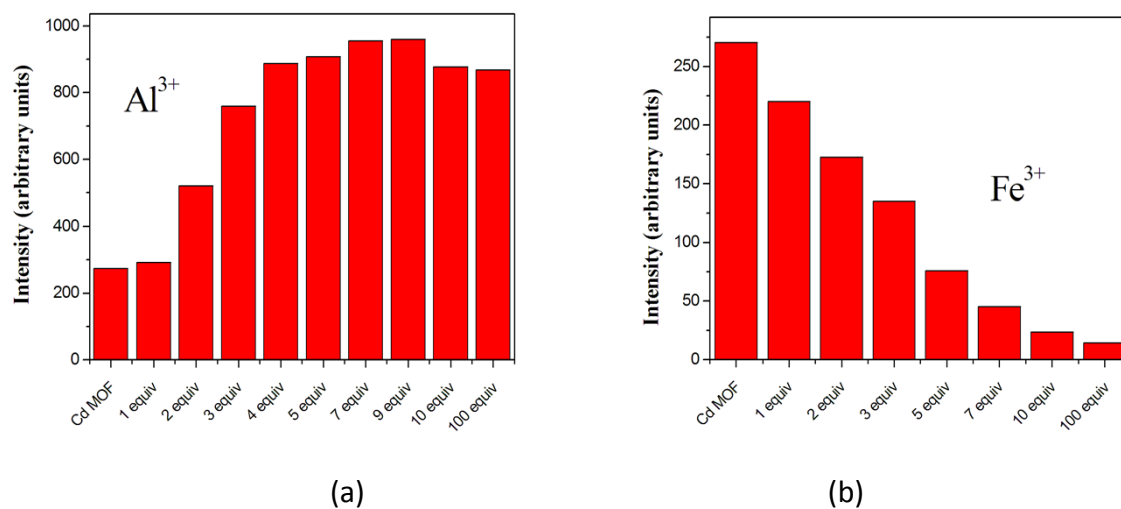 1000
800
600
400
200
0
Intensity (arbitrary units)
Al³⁺
Cd MOF
1 equiv
2 equiv
3 equiv
4 equiv
5 equiv
7 equiv
9 equiv
10 equiv
100 equiv
(a)
250
200
150
100
50
0
Intensity (arbitrary units)
Fe³⁺
Cd MOF
1 equiv
2 equiv
3 equiv
5 equiv
7 equiv
10 equiv
100 equiv
(b)